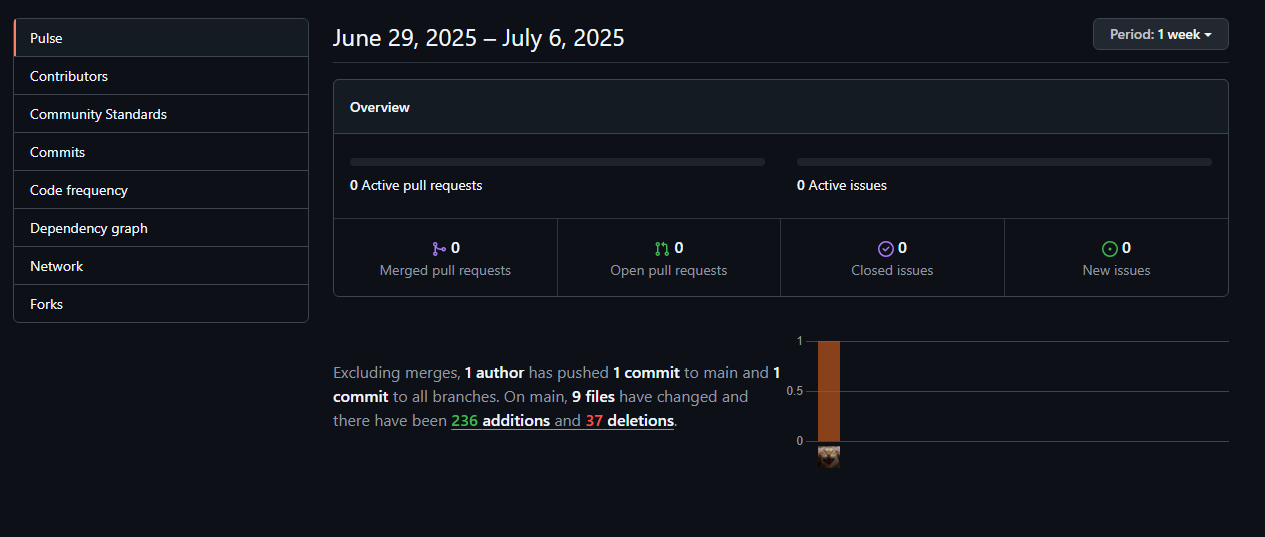 Pulse
Contributors
Community Standards
Commits
Code frequency
Dependency graph
Network
Forks
June 29, 2025 – July 6, 2025
Period: 1 week
Overview
0 Active pull requests
0 Active issues
0
Merged pull requests
0
Open pull requests
0
Closed issues
0
New issues
Excluding merges, 1 author has pushed 1 commit to main and 1
commit to all branches. On main, 9 files have changed and
there have been 236 additions and 37 deletions.
1
0.5
0